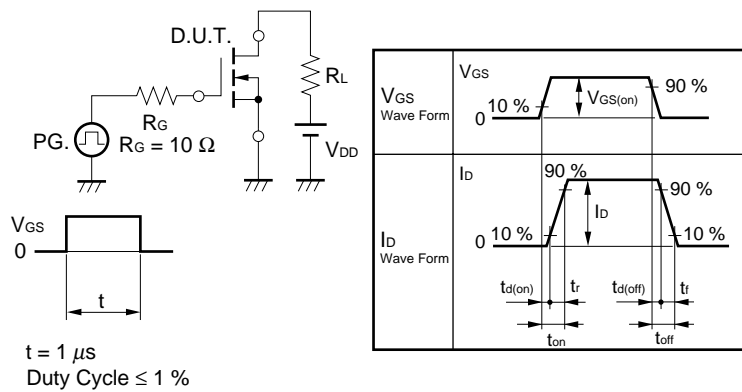 D.U.T.
RL
RG
PG.
RG = 10 Ω
VDD
VGS
0
t
t = 1 μs
Duty Cycle ≤ 1 %
VGS
Wave Form
VGS
10 %
0
VGS(on)
90 %
ID
Wave Form
ID
90 %
90 %
ID
0
10 %
10 %
td(on)
tr
td(off)
tf
ton
toff